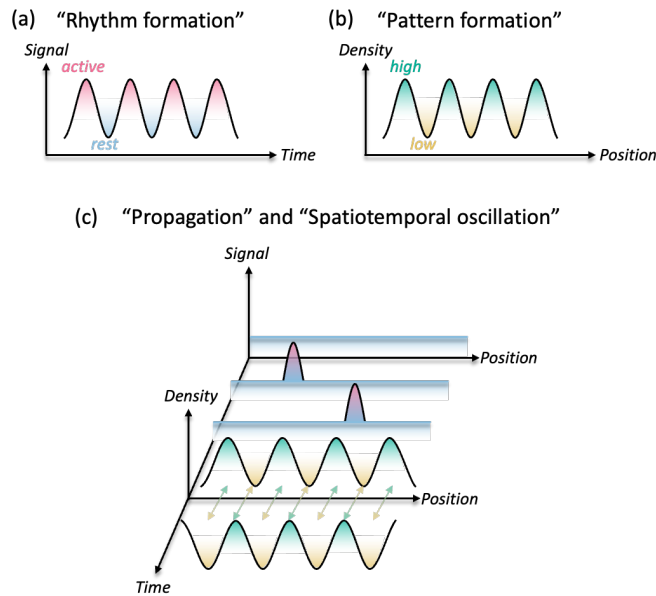 (a) “Rhythm formation”
Signal
active
rest
Time
(b) “Pattern formation”
Density
high
low
Position
(c) “Propagation” and “Spatiotemporal oscillation”
Signal
Position
Density
Position
Time